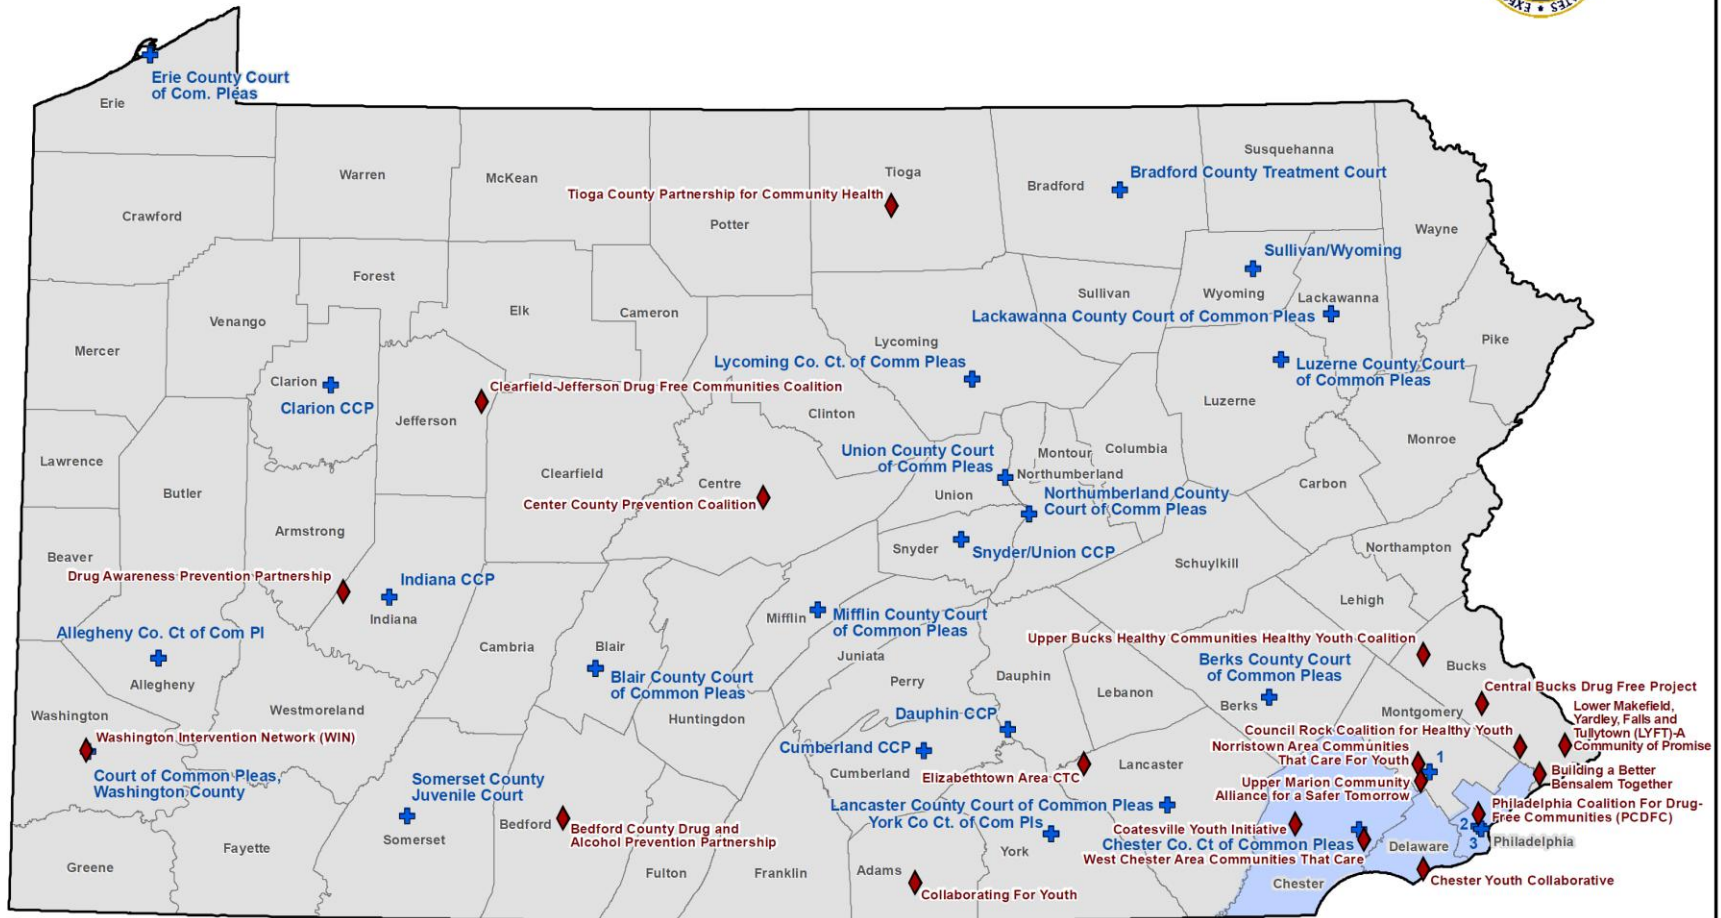 EXEC
★
STATES
Erie County Court
of Com. Pleas
Erie
Susquehanna
Warren
McKean
Tioga
Bradford
Bradford County Treatment Court
Tioga County Partnership for Community Health
Crawford
Potter
Wayne
Sullivan/Wyoming
Forest
Sullivan
Wyoming
Lackawanna
Elk
Cameron
Lackawanna County Court of Common Pleas
Venango
Mercer
Lycoming
Pike
Lycoming Co. Ct. of Comm Pleas
Luzerne County Court
of Common Pleas
Clarion
Clarion CCP
Clearfield-Jefferson Drug Free Communities Coalition
Jefferson
Clinton
Luzerne
Monroe
Union County Court
of Comm Pleas
Montour
Columbia
Lawrence
Clearfield
Northumberland
Butler
Centre
Center County Prevention Coalition
Union
Northumberland County
Court of Comm Pleas
Carbon
Armstrong
Snyder
Snyder/Union CCP
Northampton
Beaver
Schuylkill
Drug Awareness Prevention Partnership
Indiana CCP
Indiana
Lehigh
Mifflin
Mifflin County Court
of Common Pleas
Allegheny Co. Ct of Com Pl
Allegheny
Cambria
Blair
Blair County Court
of Common Pleas
Juniata
Upper Bucks Healthy Communities Healthy Youth Coalition
Berks County Court
of Common Pleas
Bucks
Perry
Dauphin
Lebanon
Berks
Central Bucks Drug Free Project
Washington
Westmoreland
Huntingdon
Dauphin CCP
Montgomery
Lower Makefield,
Yardley, Falls and
Tullytown (LYFT)-A
Community of Promise
Washington Intervention Network (WIN)
Council Rock Coalition for Healthy Youth
Cumberland CCP
Norristown Area Communities
That Care For Youth
1
Court of Common Pleas,
Washington County
Somerset County
Juvenile Court
Cumberland
Elizabethtown Area CTC
Lancaster
Upper Marion Community
Alliance for a Safer Tomorrow
Building a Better
Bensalem Together
Lancaster County Court of Common Pleas
York Co Ct. of Com Pls
Philadelphia Coalition For Drug-
Free Communities (PCDFC)
Somerset
Bedford
Bedford County Drug and
Alcohol Prevention Partnership
Coatesville Youth Initiative
2
Chester Co. Ct of Common Pleas
3
Philadelphia
Delaware
Fayette
York
West Chester Area Communities That Care
Greene
Fulton
Franklin
Adams
Chester
Chester Youth Collaborative
Collaborating For Youth